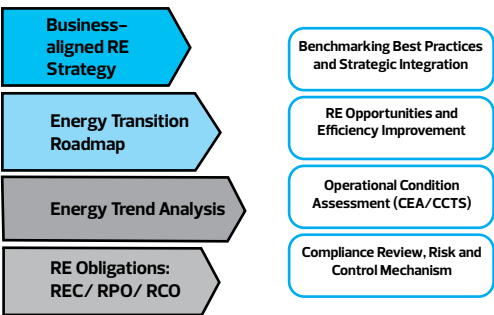 Business-
aligned RE
Strategy
Benchmarking Best Practices
and Strategic Integration
Energy Transition
Roadmap
RE Opportunities and
Efficiency Improvement
Energy Trend Analysis
Operational Condition
Assessment (CEA/CCTS)
RE Obligations:
REC/ RPO/ RCO
Compliance Review, Risk and
Control Mechanism